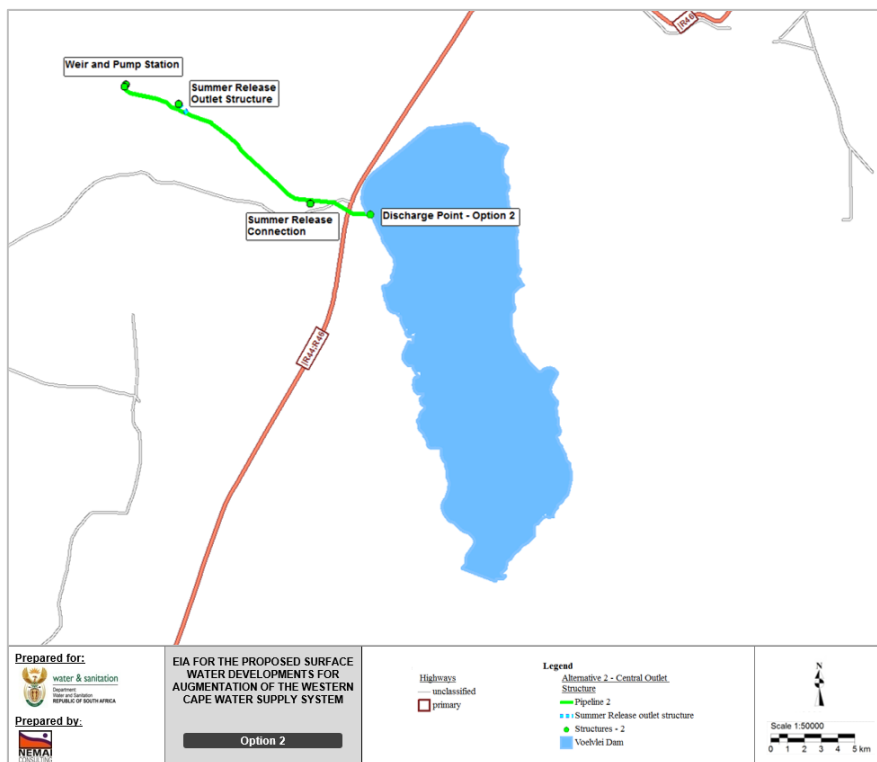 R46
Weir and Pump Station
Summer Release
Outlet Structure
Summer Release
Connection
Discharge Point - Option 2
R44;R46
Prepared for:
water & sanitation
Department
Water and Sanitation
REPUBLIC OF SOUTH AFRICA
Prepared by:
NEMAI
CONSULTING
EIA FOR THE PROPOSED SURFACE
WATER DEVELOPMENTS FOR
AUGMENTATION OF THE WESTERN
CAPE WATER SUPPLY SYSTEM
Option 2
Highways
unclassified
primary
Legend
Alternative 2 - Central Outlet
Structure
Pipeline 2
Summer Release outlet structure
Structures - 2
Voelvlei Dam
N
Scale 1:50000
0 1 2 3 4 5 km